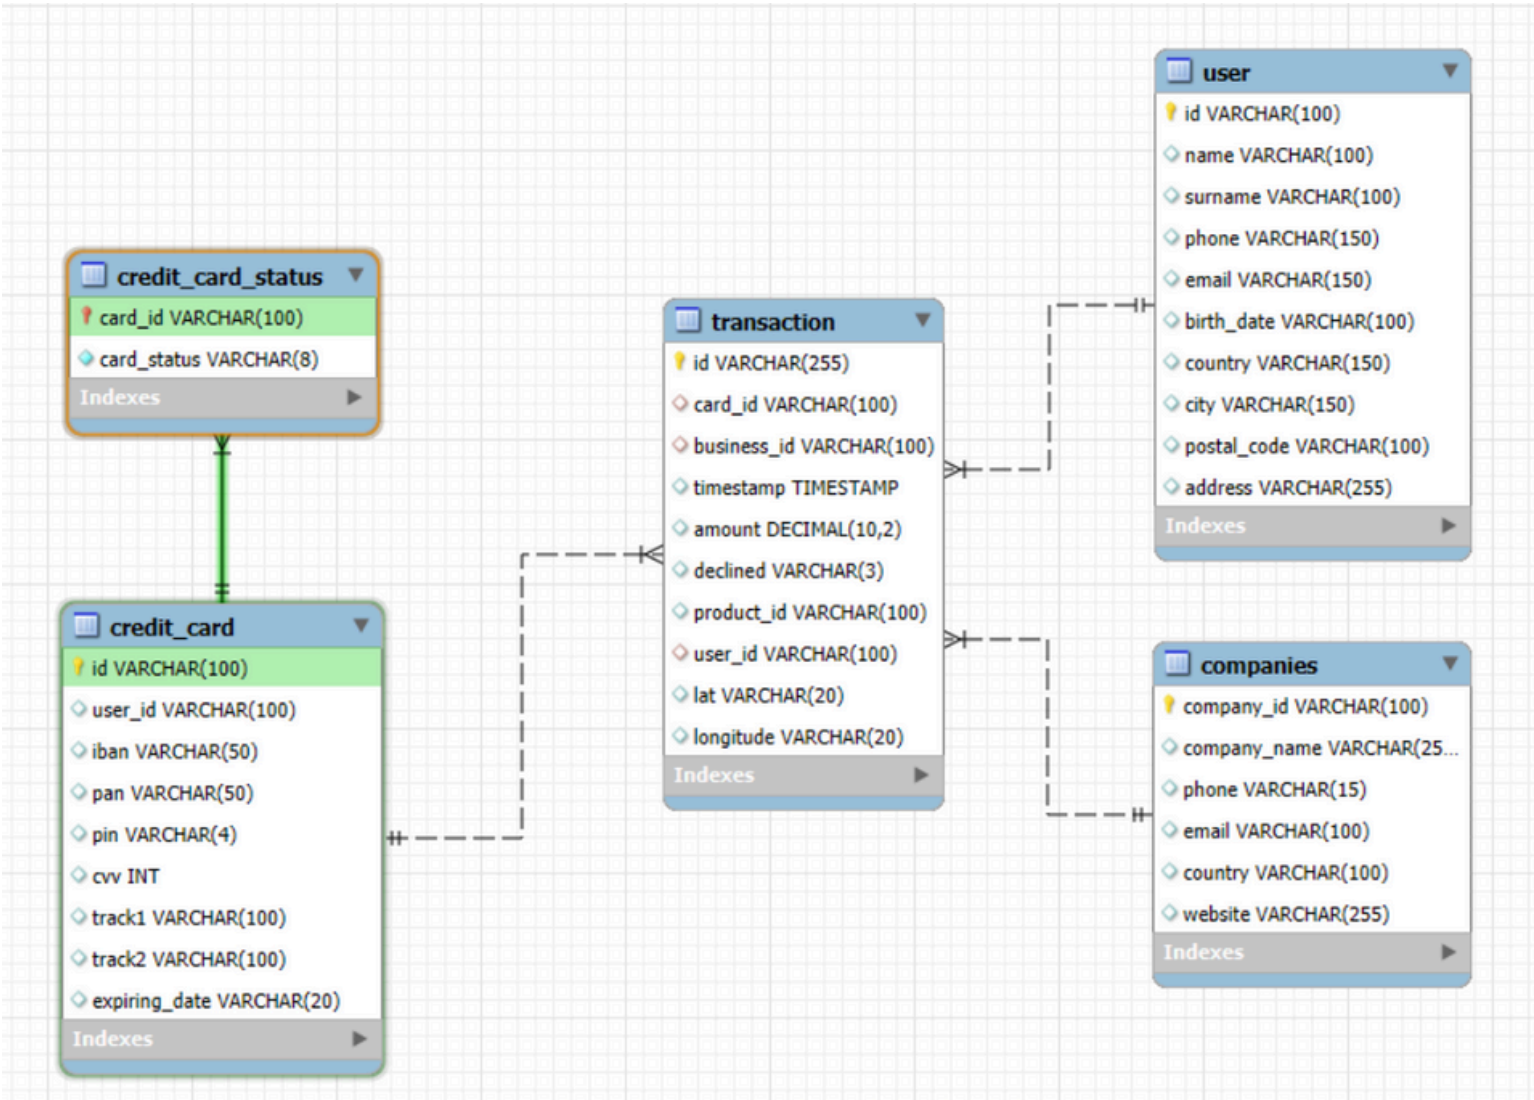 credit_card_status
card_id VARCHAR(100)
card_status VARCHAR(8)
Indexes
credit_card
id VARCHAR(100)
user_id VARCHAR(100)
iban VARCHAR(50)
pan VARCHAR(50)
pin VARCHAR(4)
cvv INT
track1 VARCHAR(100)
track2 VARCHAR(100)
expiring_date VARCHAR(20)
Indexes
transaction
id VARCHAR(255)
card_id VARCHAR(100)
business_id VARCHAR(100)
timestamp TIMESTAMP
amount DECIMAL(10,2)
declined VARCHAR(3)
product_id VARCHAR(100)
user_id VARCHAR(100)
lat VARCHAR(20)
longitude VARCHAR(20)
Indexes
user
id VARCHAR(100)
name VARCHAR(100)
surname VARCHAR(100)
phone VARCHAR(150)
email VARCHAR(150)
birth_date VARCHAR(100)
country VARCHAR(150)
city VARCHAR(150)
postal_code VARCHAR(100)
address VARCHAR(255)
Indexes
companies
company_id VARCHAR(100)
company_name VARCHAR(25...
phone VARCHAR(15)
email VARCHAR(100)
country VARCHAR(100)
website VARCHAR(255)
Indexes